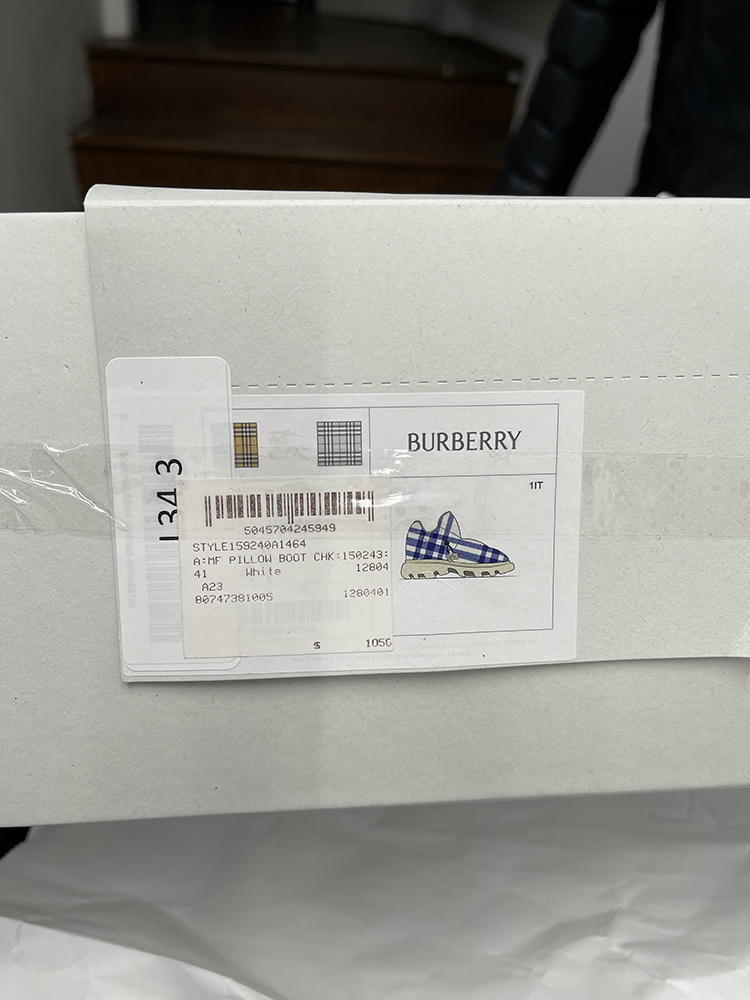 BURBERRY
1IT
1343
5045704245949
STYLE159240A1464
A:MF PILLOW BOOT CHK:150243:
41 White 12804
A23
80747381005 1280401
$ 1050